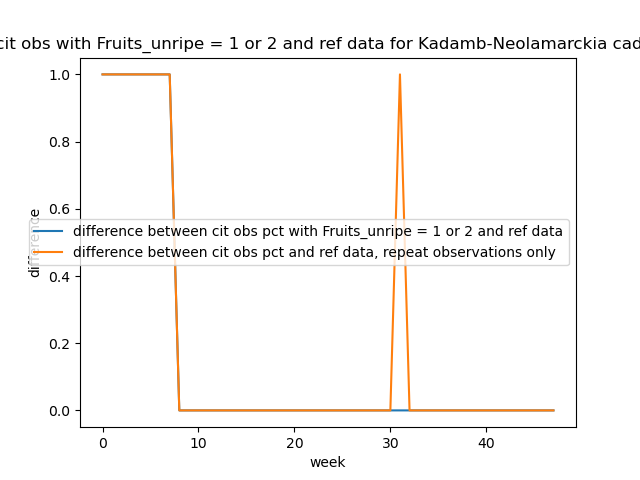 cit obs with Fruits_unripe = 1 or 2 and ref data for Kadamb-Neolamarckia cad
1.0
0.8
0.6
0.4
0.2
0.0
difference
difference between cit obs pct with Fruits_unripe = 1 or 2 and ref data
difference between cit obs pct and ref data, repeat observations only
0 10 20 30 40
week